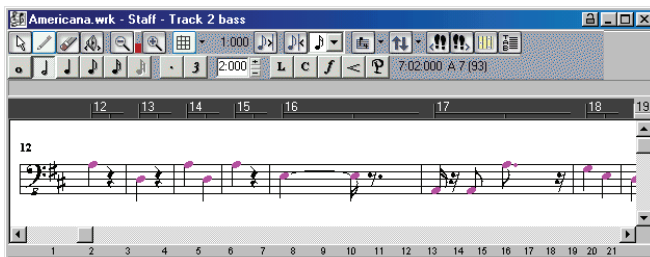 Americana.wrk - Staff - Track 2 bass
1:000
3 2:000 L C f < P 7:02:000 A 7 (93)
12 13 14 15 16 17 18 19
12
1 2 3 4 5 6 7 8 9 10 11 12 13 14 15 16 17 18 19 20 21